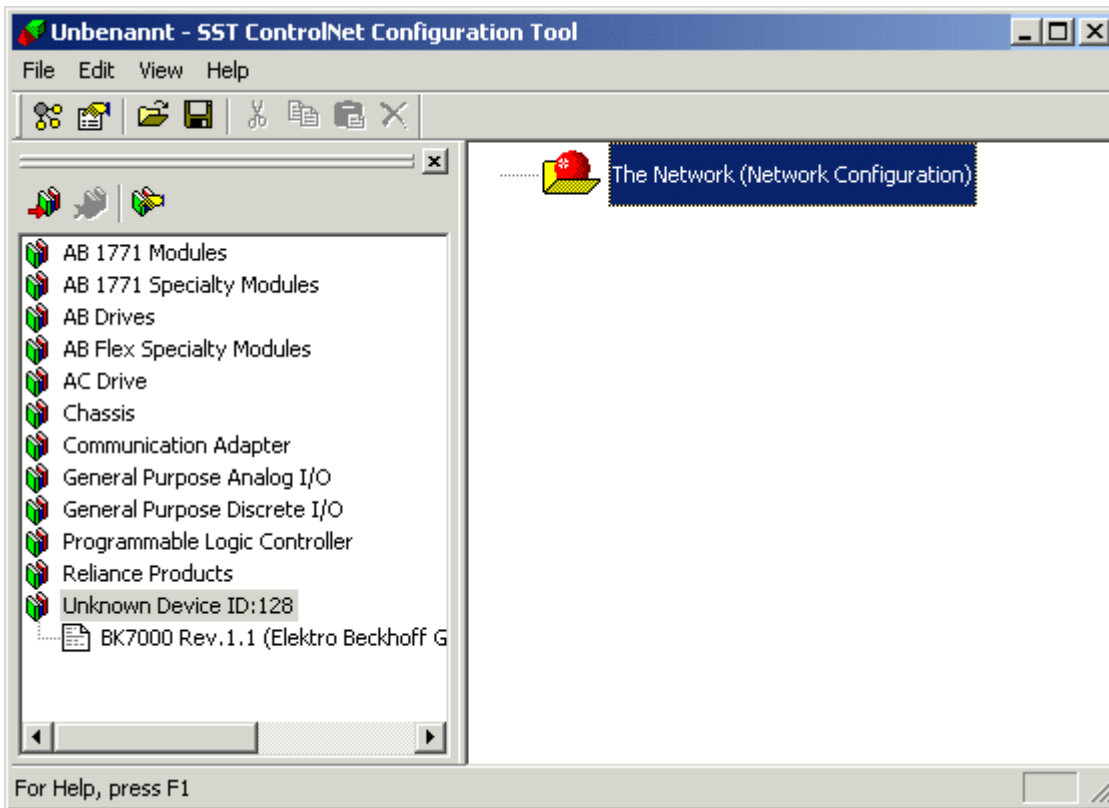 Unbenannt - SST ControlNet Configuration Tool
File Edit View Help
The Network (Network Configuration)
AB 1771 Modules
AB 1771 Specialty Modules
AB Drives
AB Flex Specialty Modules
AC Drive
Chassis
Communication Adapter
General Purpose Analog I/O
General Purpose Discrete I/O
Programmable Logic Controller
Reliance Products
Unknown Device ID:128
BK7000 Rev.1.1 (Elektro Beckhoff G
For Help, press F1